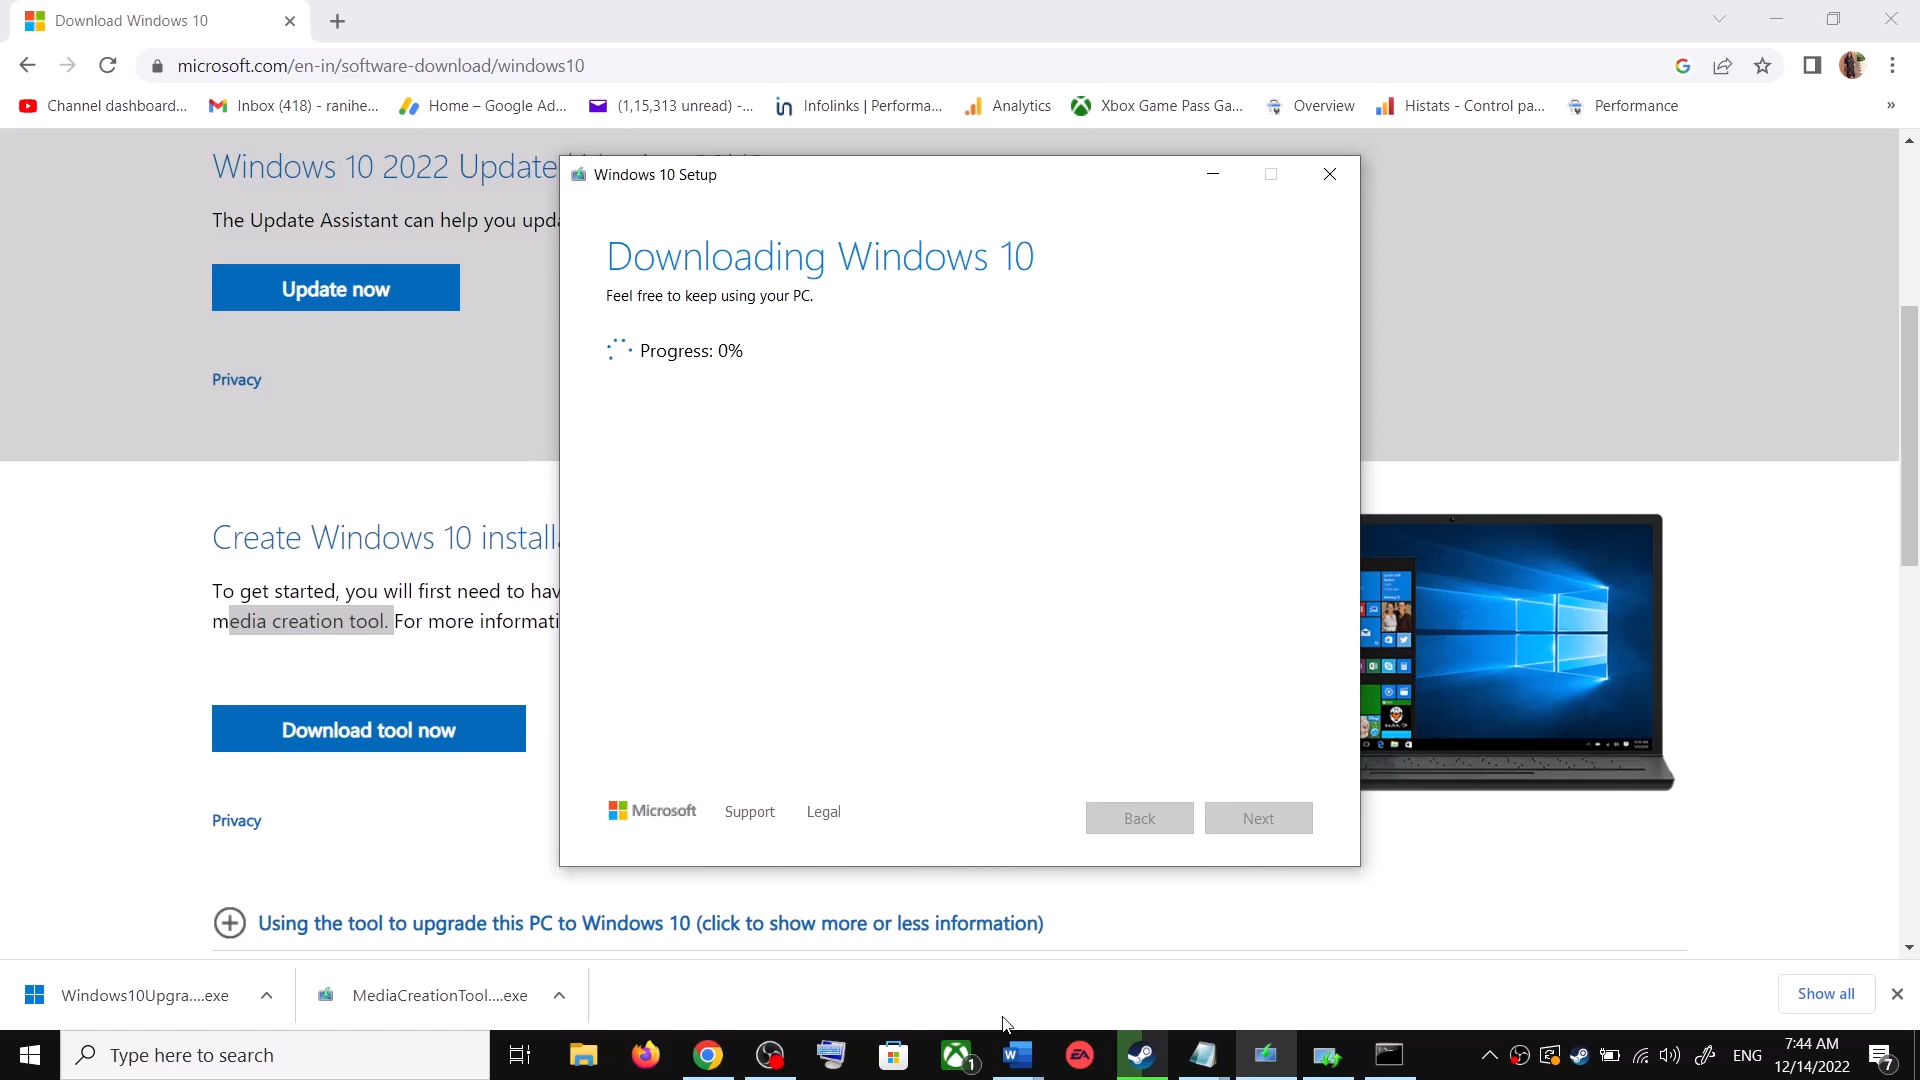 Download Windows 10
microsoft.com/en-in/software-download/windows10
Channel dashboard...
Inbox (418) - ranihe...
Home – Google Ad...
(1,15,313 unread) -...
Infolinks | Performa...
Analytics
Xbox Game Pass Ga...
Overview
Histats - Control pa...
Performance
»
Windows 10 2022 Update
The Update Assistant can help you upda
Update now
Privacy
Windows 10 Setup
Downloading Windows 10
Feel free to keep using your PC.
Progress: 0%
Microsoft
Support
Legal
Back
Next
Create Windows 10 installa
To get started, you will first need to hav
media creation tool. For more informati
Download tool now
Privacy
Using the tool to upgrade this PC to Windows 10 (click to show more or less information)
Windows10Upgra....exe
MediaCreationTool....exe
Show all
Type here to search
1
EA
ENG
7:44 AM
12/14/2022
7